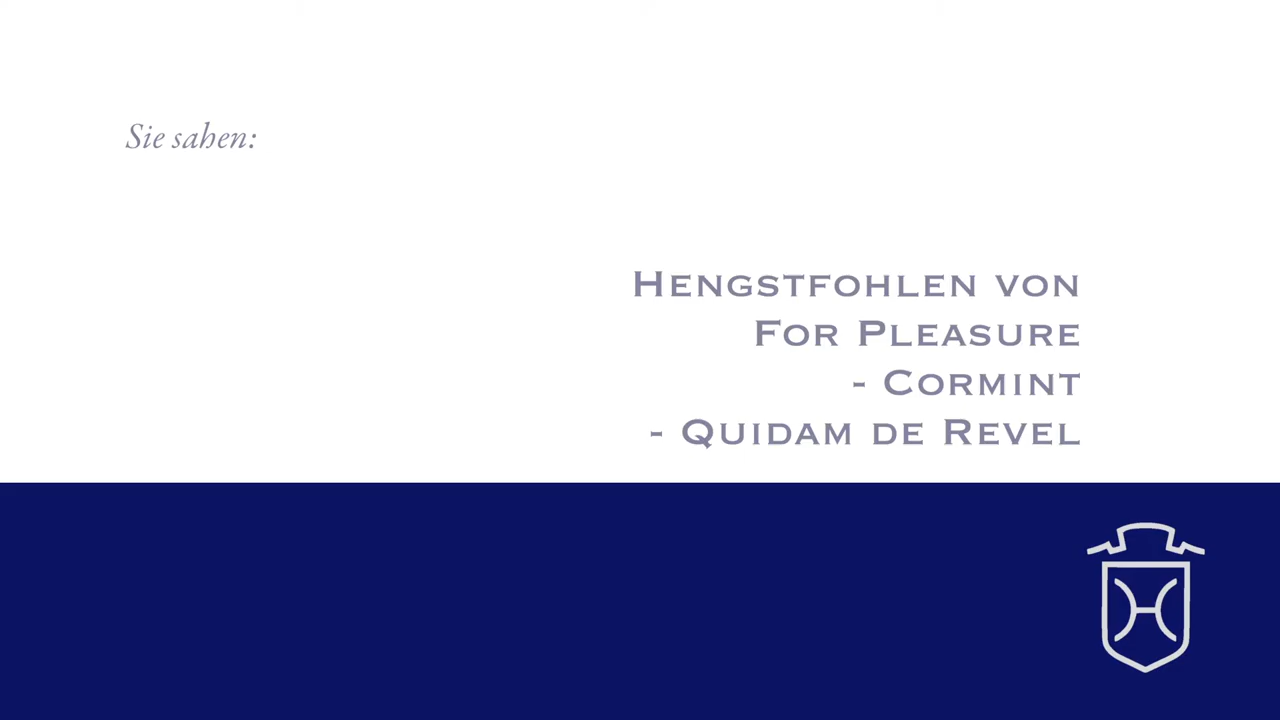 Sie sahen:
Hengstfohlen von
For Pleasure
- Cormint
- Quidam de Revel